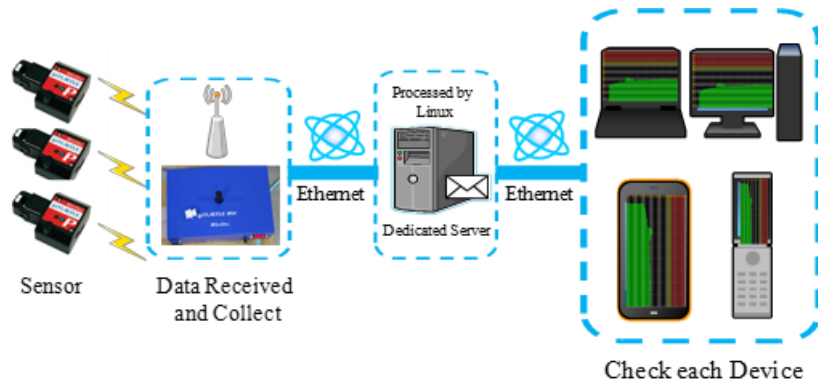 Sensor
Data Received
and Collect
Ethernet
Processed by
Linux
Dedicated Server
Ethernet
Check each Device